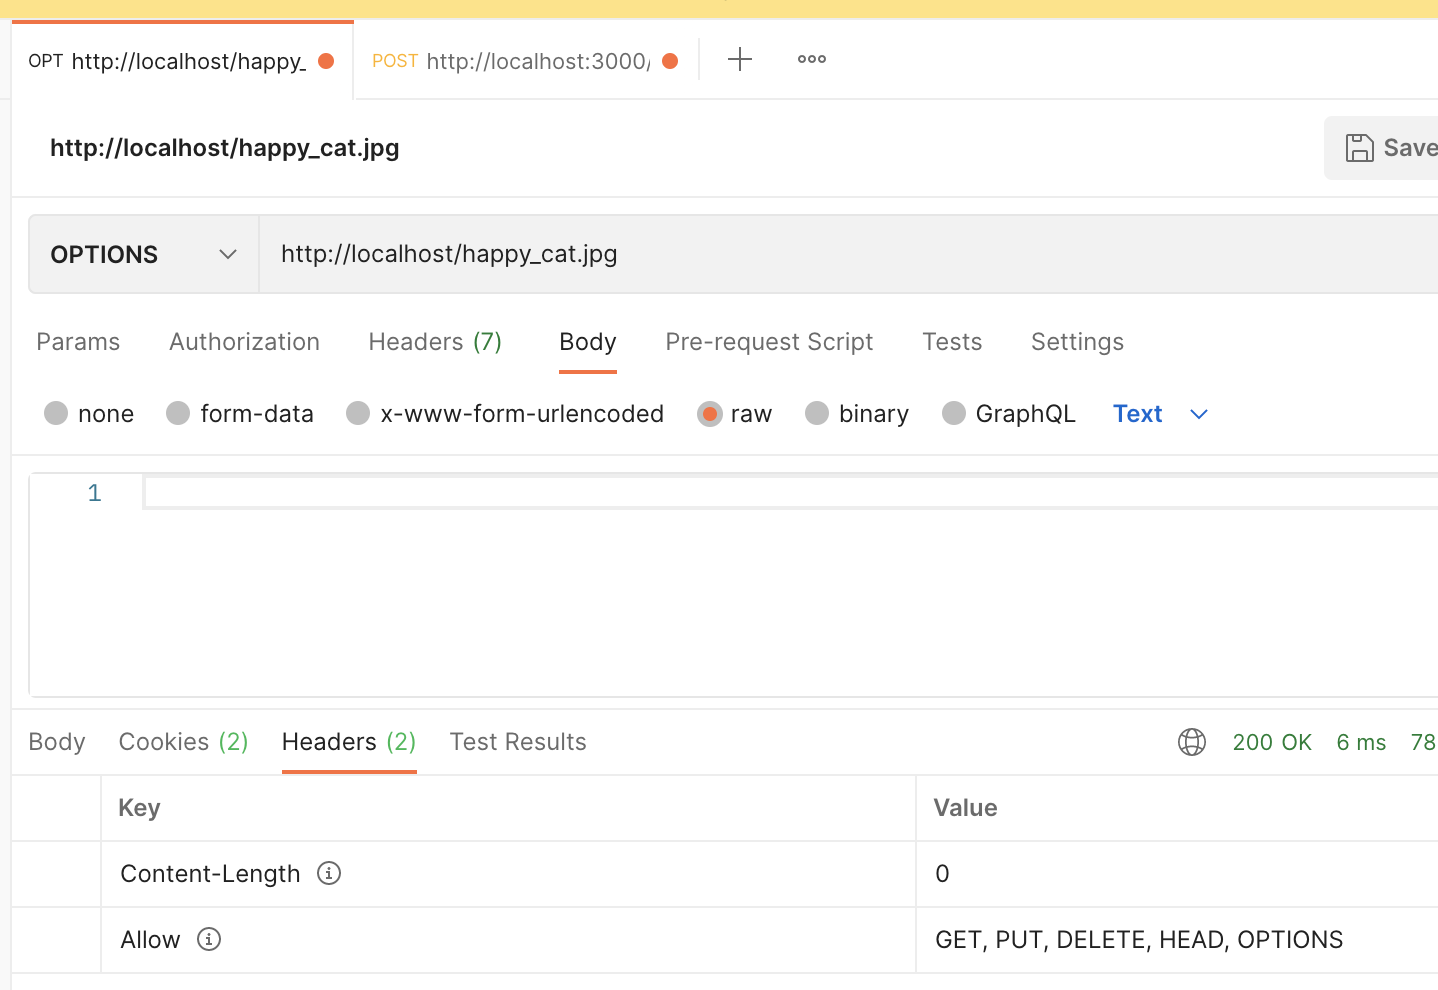 OPT http://localhost/happy_ POST http://localhost:3000/
http://localhost/happy_cat.jpg Save
OPTIONS http://localhost/happy_cat.jpg
Params Authorization Headers (7) Body Pre-request Script Tests Settings
none form-data x-www-form-urlencoded raw binary GraphQL Text
1
Body Cookies (2) Headers (2) Test Results 200 OK 6 ms 78
Key Value
Content-Length 0
Allow GET, PUT, DELETE, HEAD, OPTIONS